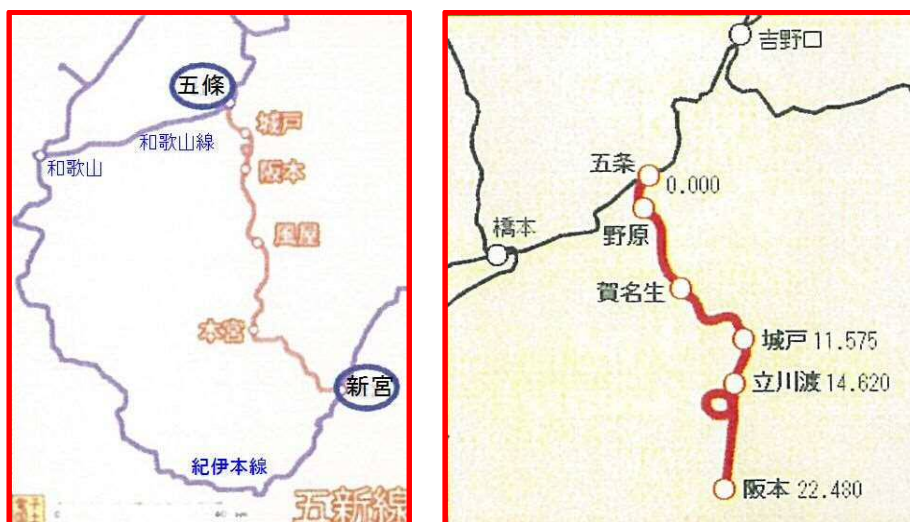 五條
城戸
和歌山線
和歌山
阪本
風屋
本宮
新宮
紀伊本線
五新線
吉野口
五条
0.000
野原
橋本
賀名生
城戸 11.575
立川渡 14.620
阪本 22.480